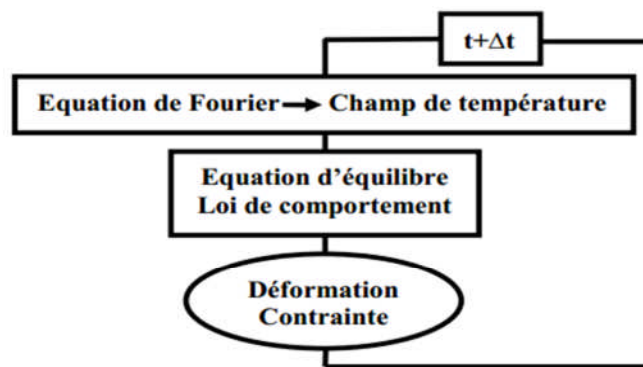 t+Δt
Equation de Fourier → Champ de température
Equation d'équilibre
Loi de comportement
Déformation
Contrainte